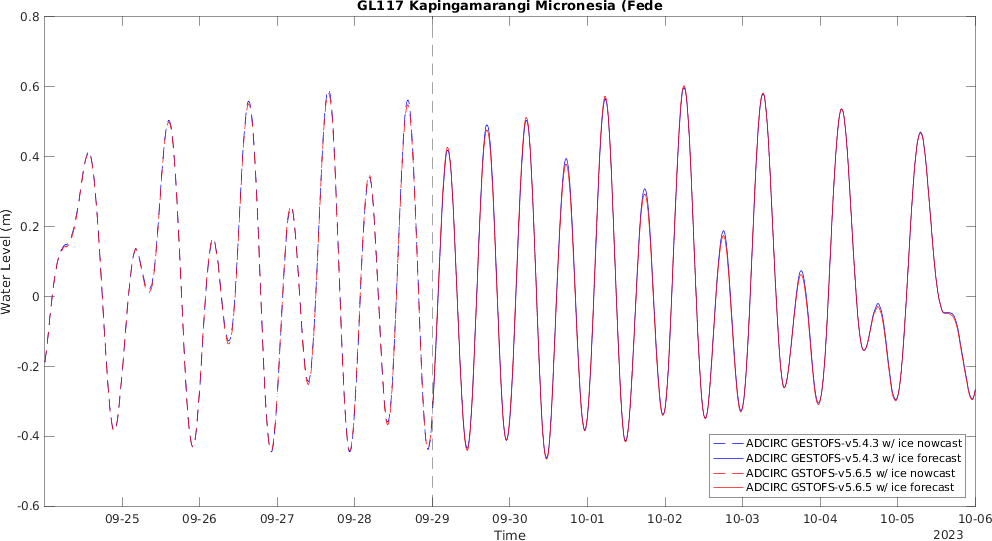 GL117 Kapingamarangi Micronesia (Fede
0.8
0.6
0.4
0.2
0
-0.2
-0.4
-0.6
Water Level (m)
09-25 09-26 09-27 09-28 09-29 09-30 10-01 10-02 10-03 10-04 10-05 10-06
Time
2023
ADCIRC GESTOFS-v5.4.3 w/ ice nowcast
ADCIRC GESTOFS-v5.4.3 w/ ice forecast
ADCIRC GSTOFS-v5.6.5 w/ ice nowcast
ADCIRC GSTOFS-v5.6.5 w/ ice forecast